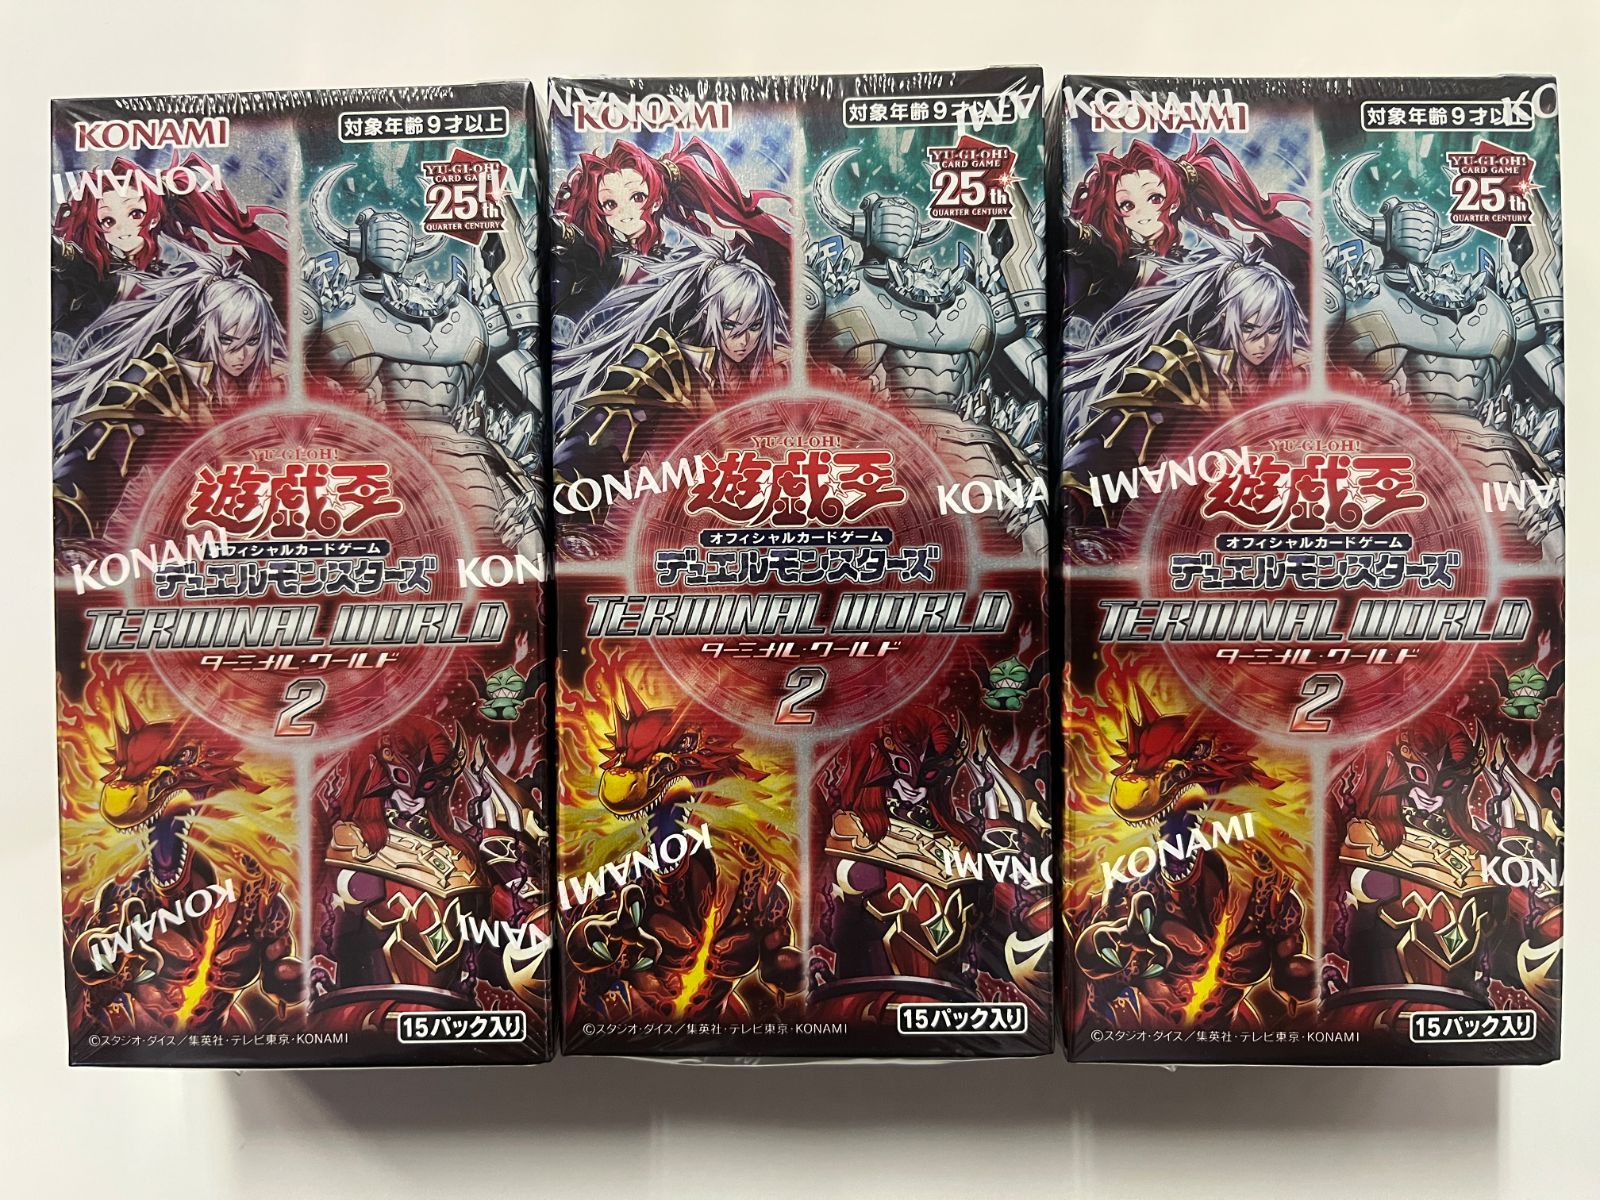 KONAMI
対象年齢9才以上
KONAMI
YU-GI-OH!
CARD GAME
25th
QUARTER CENTURY
YU-GI-OH!
遊戯王
オフィシャルカードゲーム
デュエルモンスターズ
KONAMI
KON
TERMINAL WORLD
ターミナル・ワールド
2
KONAMI
NAMI
©スタジオ・ダイス/集英社・テレビ東京・KONAMI
15パック入り
KONAMI
KONAMI
対象年齢9才以上
YU-GI-OH!
CARD GAME
25th
QUARTER CENTURY
YU-GI-OH!
遊戯王
KONAMI
KONA
オフィシャルカードゲーム
デュエルモンスターズ
TERMINAL WORLD
ターミナル・ワールド
2
KONAMI
KONAMI
©スタジオ・ダイス/集英社・テレビ東京・KONAMI
15パック入り
KONAMI
KONAMI
対象年齢9才以上
KO
YU-GI-OH!
CARD GAME
25th
QUARTER CENTURY
YU-GI-OH!
遊戯王
KONAMI
AMI
オフィシャルカードゲーム
デュエルモンスターズ
TERMINAL WORLD
ターミナル・ワールド
2
KONAMI
KONA
©スタジオ・ダイス/集英社・テレビ東京・KONAMI
15パック入り